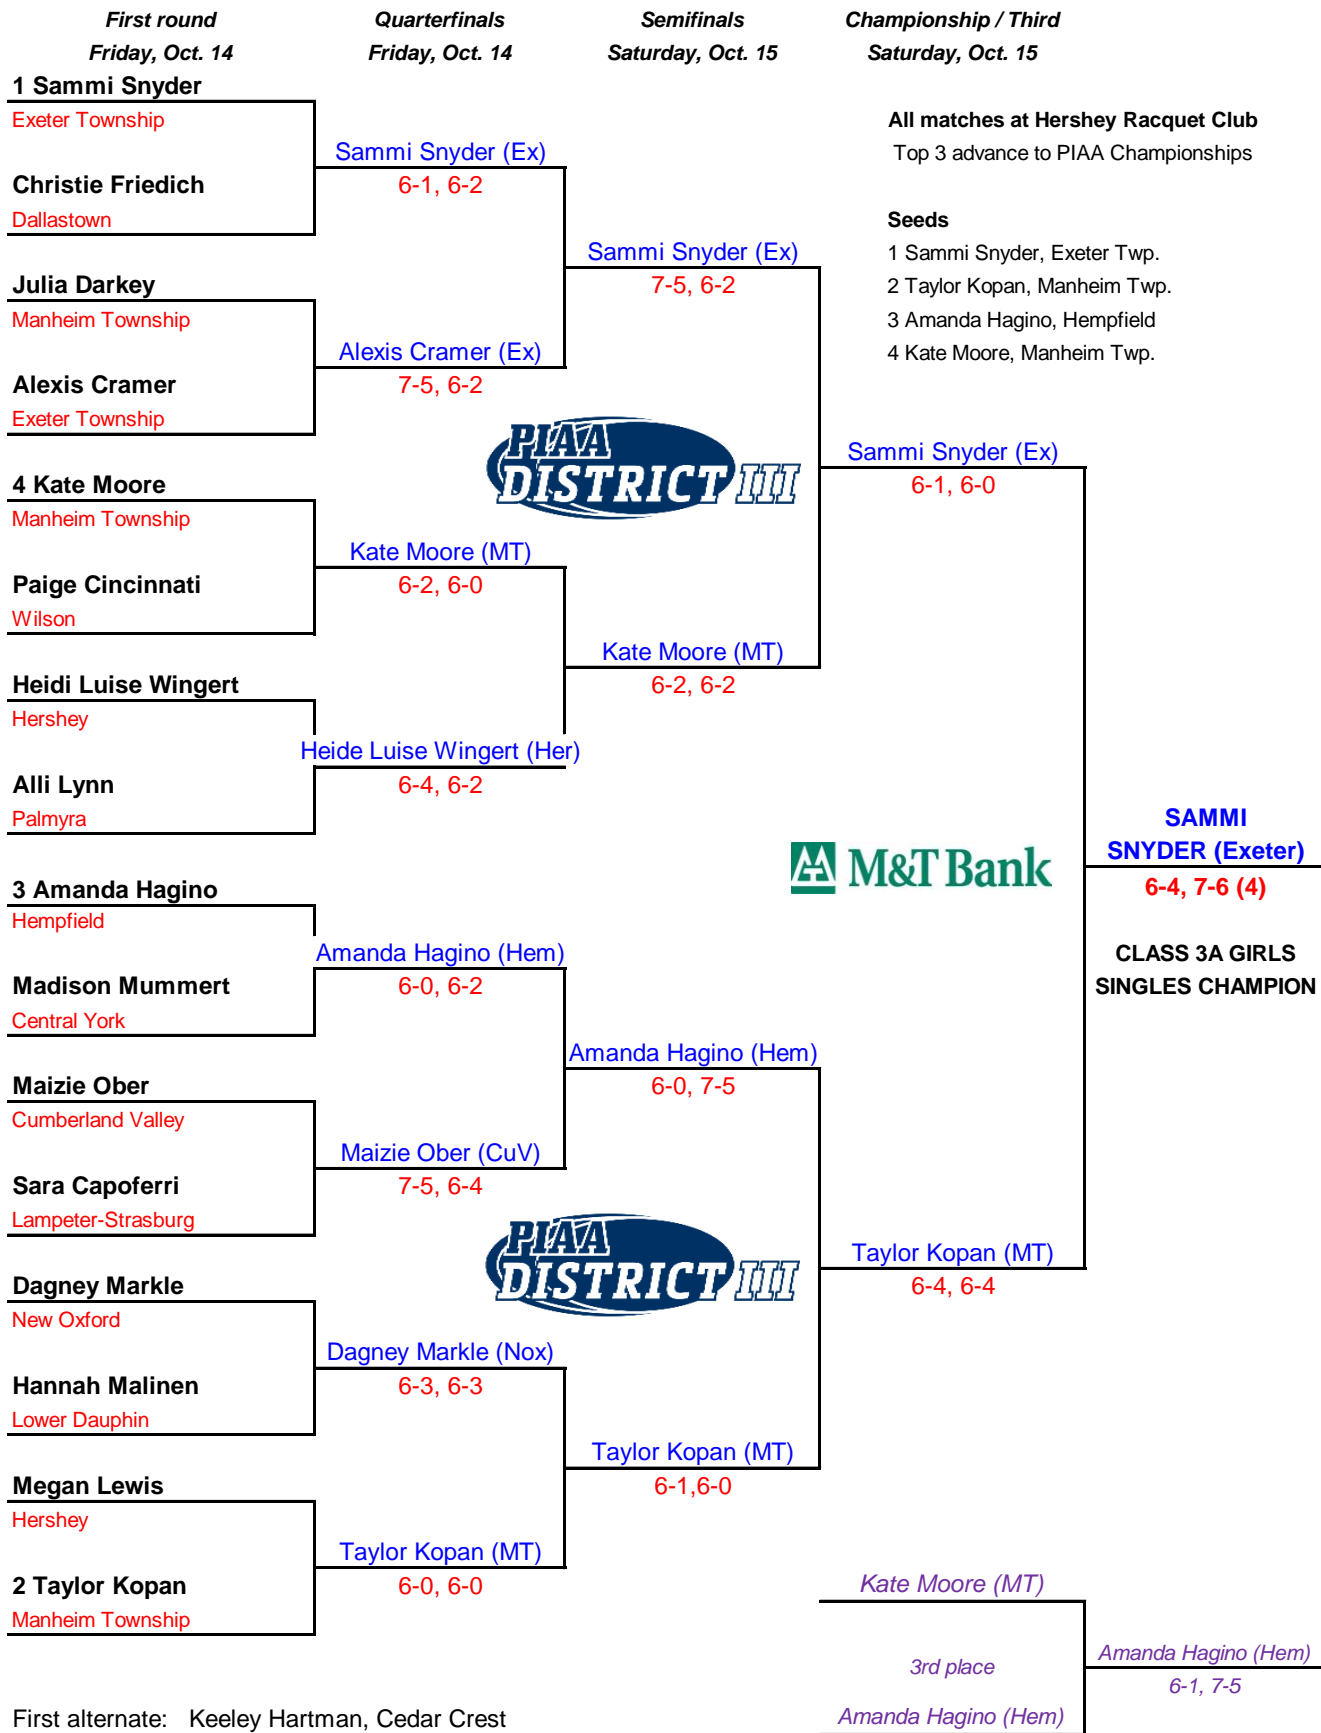 First round Quarterfinals Semifinals Championship / Third
Friday, Oct. 14 Friday, Oct. 14 Saturday, Oct. 15 Saturday, Oct. 15
1 Sammi Snyder
Exeter Township
Christie Friedich
Dallastown
Julia Darkey
Manheim Township
Alexis Cramer
Exeter Township
4 Kate Moore
Manheim Township
Paige Cincinnati
Wilson
Heidi Luise Wingert
Hershey
Alli Lynn
Palmyra
3 Amanda Hagino
Hempfield
Madison Mummert
Central York
Maizie Ober
Cumberland Valley
Sara Capoferri
Lampeter-Strasburg
Dagney Markle
New Oxford
Hannah Malinen
Lower Dauphin
Megan Lewis
Hershey
2 Taylor Kopan
Manheim Township
First alternate: Keeley Hartman, Cedar Crest
Sammi Snyder (Ex)
6-1, 6-2
Alexis Cramer (Ex)
7-5, 6-2
Kate Moore (MT)
6-2, 6-0
Heide Luise Wingert (Her)
6-4, 6-2
Amanda Hagino (Hem)
6-0, 6-2
Maizie Ober (CuV)
7-5, 6-4
Dagney Markle (Nox)
6-3, 6-3
Taylor Kopan (MT)
6-0, 6-0
Sammi Snyder (Ex)
7-5, 6-2
PIAA
DISTRICT III
Kate Moore (MT)
6-2, 6-2
Amanda Hagino (Hem)
6-0, 7-5
PIAA
DISTRICT III
Taylor Kopan (MT)
6-1,6-0
All matches at Hershey Racquet Club
Top 3 advance to PIAA Championships
Seeds
1 Sammi Snyder, Exeter Twp.
2 Taylor Kopan, Manheim Twp.
3 Amanda Hagino, Hempfield
4 Kate Moore, Manheim Twp.
Sammi Snyder (Ex)
6-1, 6-0
M&T Bank
Taylor Kopan (MT)
6-4, 6-4
SAMMI
SNYDER (Exeter)
6-4, 7-6 (4)
CLASS 3A GIRLS
SINGLES CHAMPION
Kate Moore (MT)
3rd place
Amanda Hagino (Hem)
Amanda Hagino (Hem)
6-1, 7-5